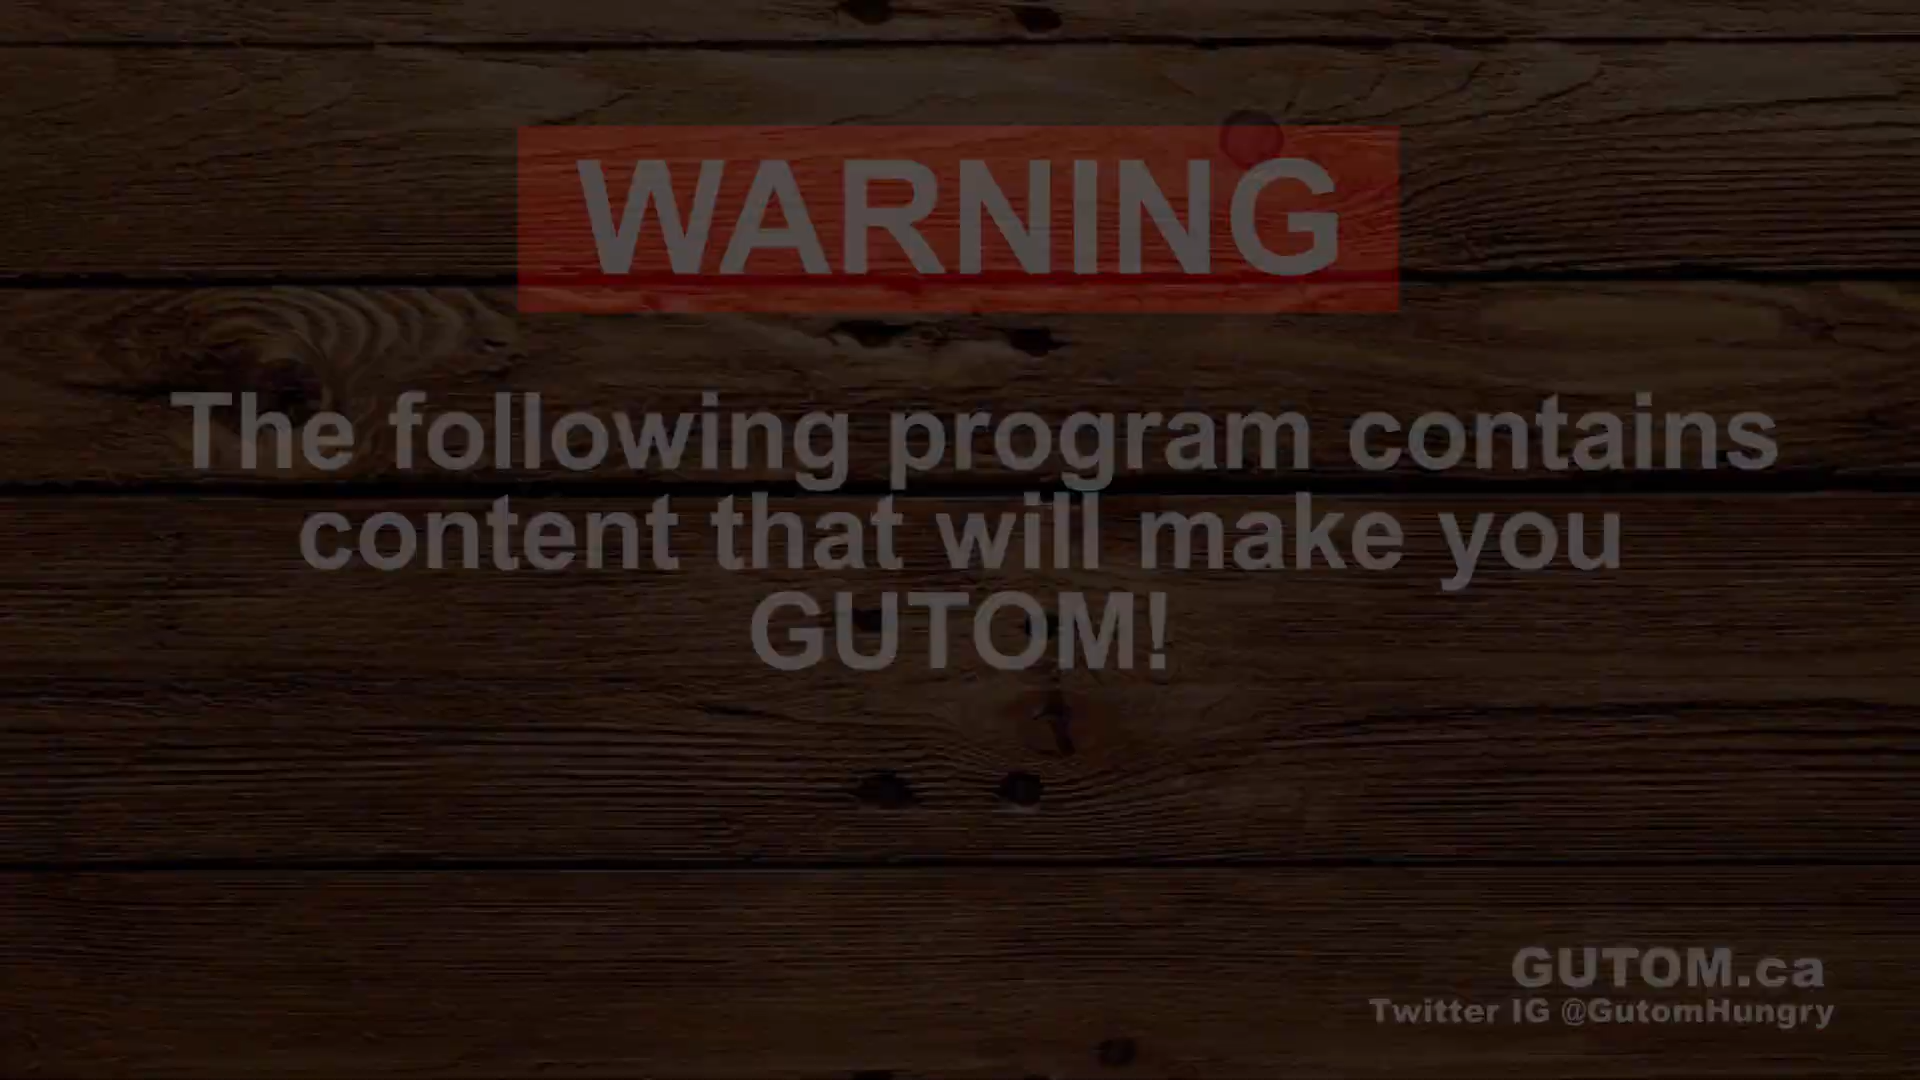 WARNING
The following program contains
content that will make you
GUTOM!
GUTOM.ca
Twitter IG @GutomHungry